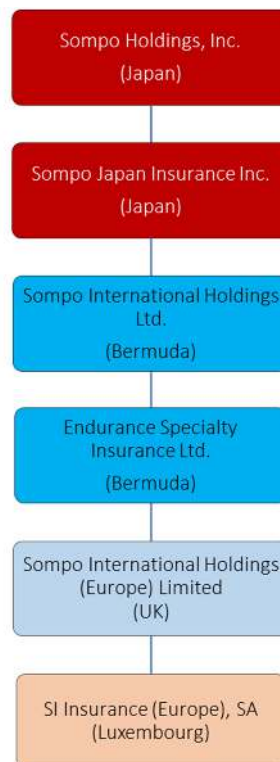 Sompo Holdings, Inc.
(Japan)
Sompo Japan Insurance Inc.
(Japan)
Sompo International Holdings
Ltd.
(Bermuda)
Endurance Specialty
Insurance Ltd.
(Bermuda)
Sompo International Holdings
(Europe) Limited
(UK)
SI Insurance (Europe), SA
(Luxembourg)